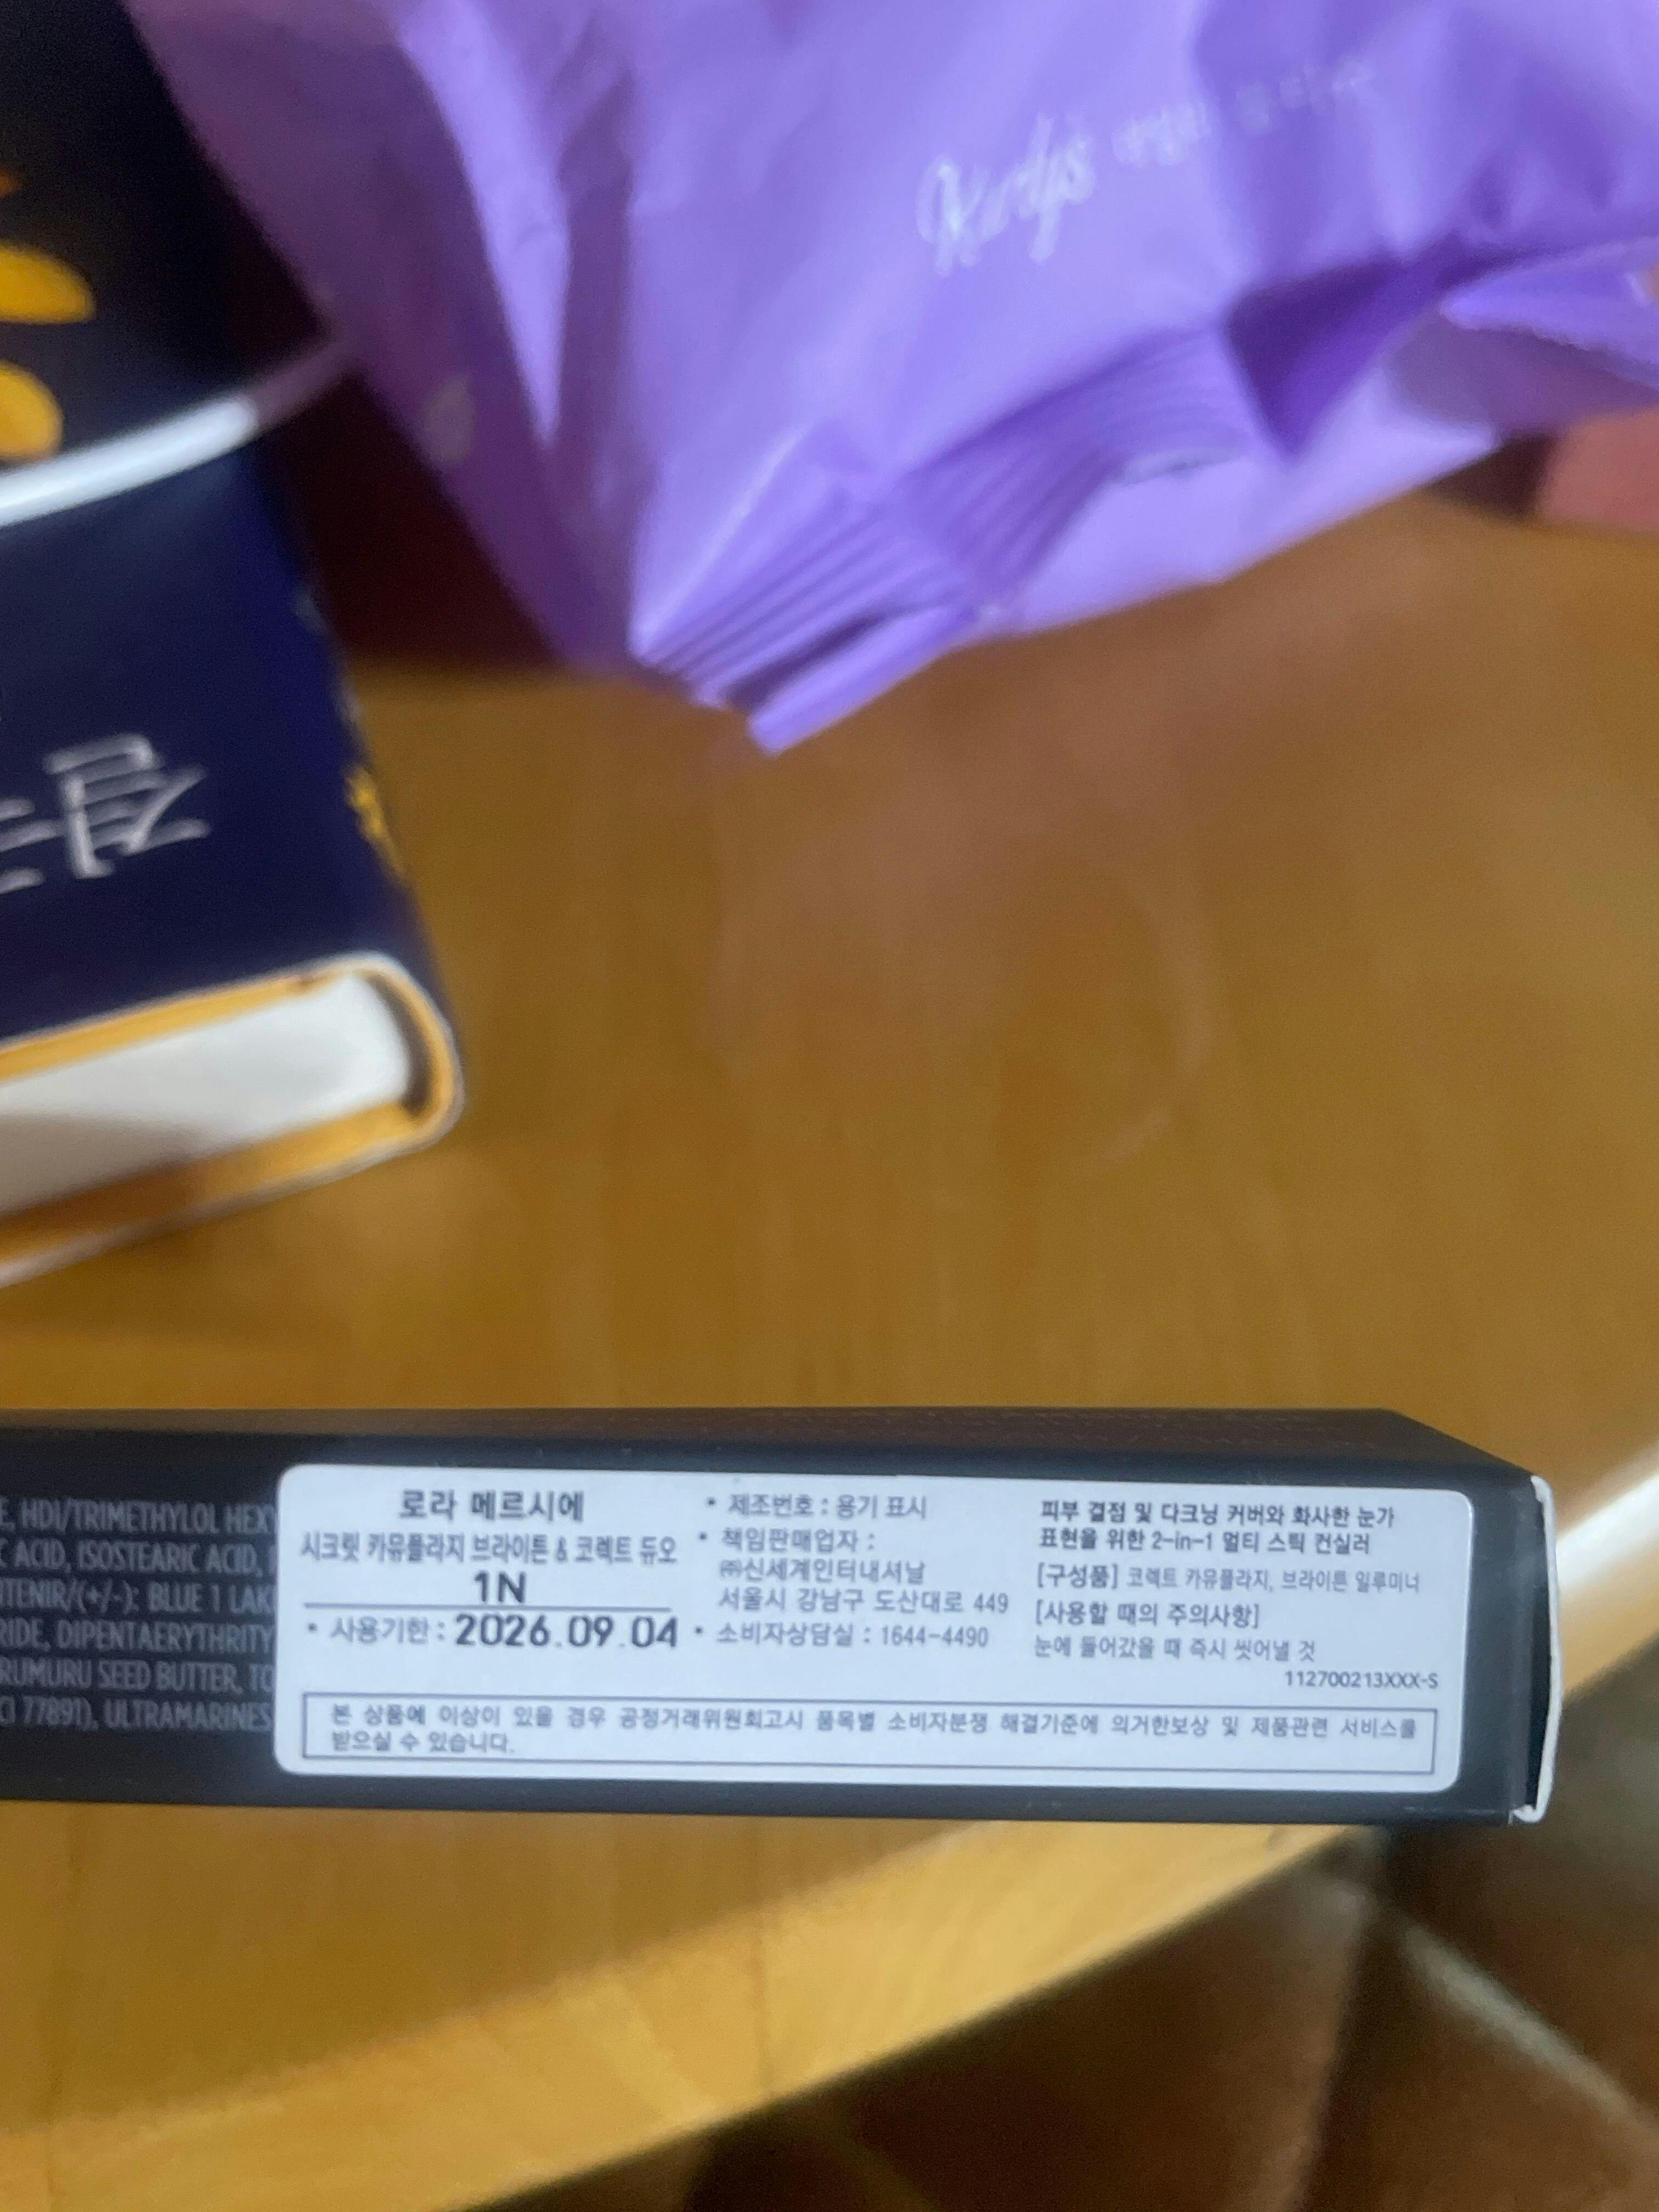 E, HDI/TRIMETHYLOL HEXY
C ACID, ISOSTEARIC ACID,
NTENIR/(+/-): BLUE 1 LAK
RIDE, DIPENTAERYTHRITY
RUMURU SEED BUTTER, TO
CI 77891), ULTRAMARINES
로라 메르시에
시크릿 카뮤플라지 브라이튼 & 코렉트 듀오
1N
• 사용기한 : 2026.09.04
• 제조번호 : 용기 표시
• 책임판매업자 :
㈜신세계인터내셔날
서울시 강남구 도산대로 449
• 소비자상담실 : 1644-4490
피부 결점 및 다크닝 커버와 화사한 눈가
표현을 위한 2-in-1 멀티 스틱 컨실러
[구성품] 코렉트 카뮤플라지, 브라이튼 일루미너
[사용할 때의 주의사항]
눈에 들어갔을 때 즉시 씻어낼 것
112700213XXX-S
본 상품에 이상이 있을 경우 공정거래위원회고시 품목별 소비자분쟁 해결기준에 의거한보상 및 제품관련 서비스를
받으실 수 있습니다.